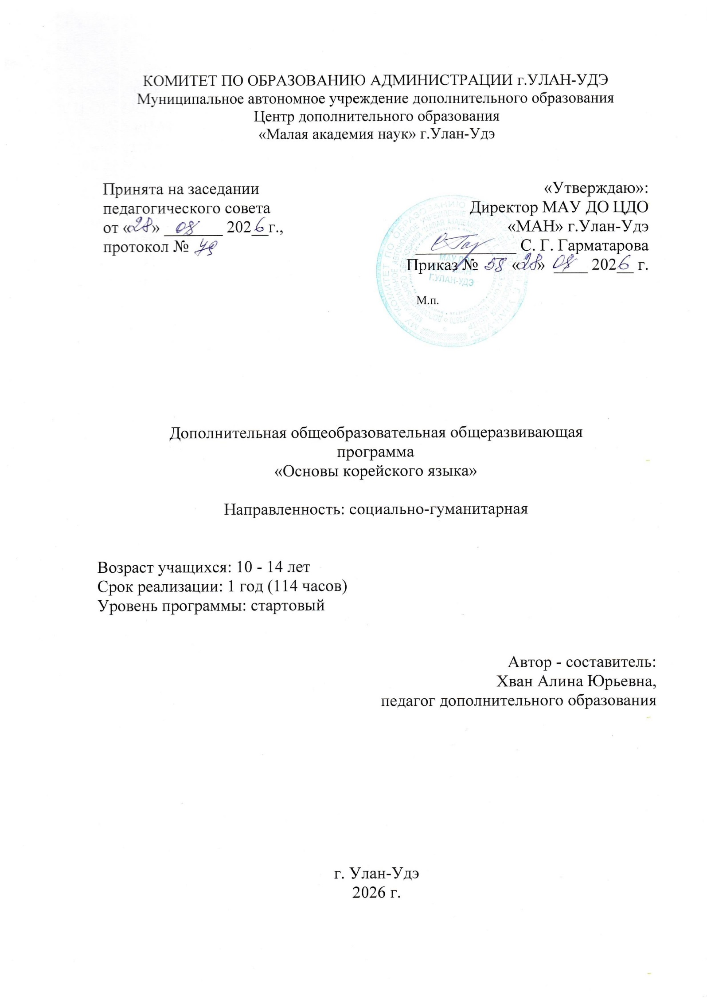 КОМИТЕТ ПО ОБРАЗОВАНИЮ АДМИНИСТРАЦИИ г.УЛАН-УДЭ
Муниципальное автономное учреждение дополнительного образования
Центр дополнительного образования
«Малая академия наук» г.Улан-Удэ
Принята на заседании
педагогического совета
от «28» 08 2026 г.,
протокол №
«Утверждаю»:
Директор МАУ ДО ЦДО
«МАН» г.Улан-Удэ
С. Г. Гарматарова
Приказ № 58 «28» 08 2026 г.
МАУ ДО
Г.УЛАН-УДЭ
М.п.
Дополнительная общеобразовательная общеразвивающая
программа
«Основы корейского языка»
Направленность: социально-гуманитарная
Возраст учащихся: 10 - 14 лет
Срок реализации: 1 год (114 часов)
Уровень программы: стартовый
Автор - составитель:
Хван Алина Юрьевна,
педагог дополнительного образования
г. Улан-Удэ
2026 г.